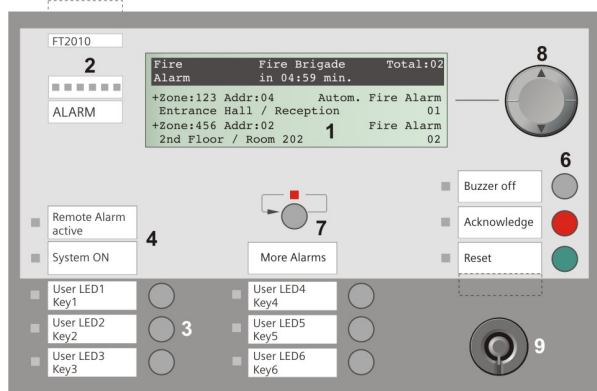 FT2010
2
ALARM
Fire Fire Brigade Total:02
Alarm in 04:59 min.
+Zone:123 Addr:04 Autom. Fire Alarm
Entrance Hall / Reception 01
+Zone:456 Addr:02 Fire Alarm
2nd Floor / Room 202 02
1
8
6
Buzzer off
Acknowledge
Reset
7
More Alarms
Remote Alarm
active
System ON
4
User LED1
Key1
User LED2
Key2
User LED3
Key3
3
User LED4
Key4
User LED5
Key5
User LED6
Key6
9